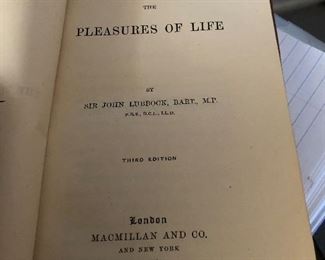 THE
PLEASURES OF LIFE
BY
SIR JOHN LUBBOCK, BART., M.P.
F.R.S., D.C.L., LL.D.
THIRD EDITION
London
MACMILLAN AND CO.
AND NEW YORK